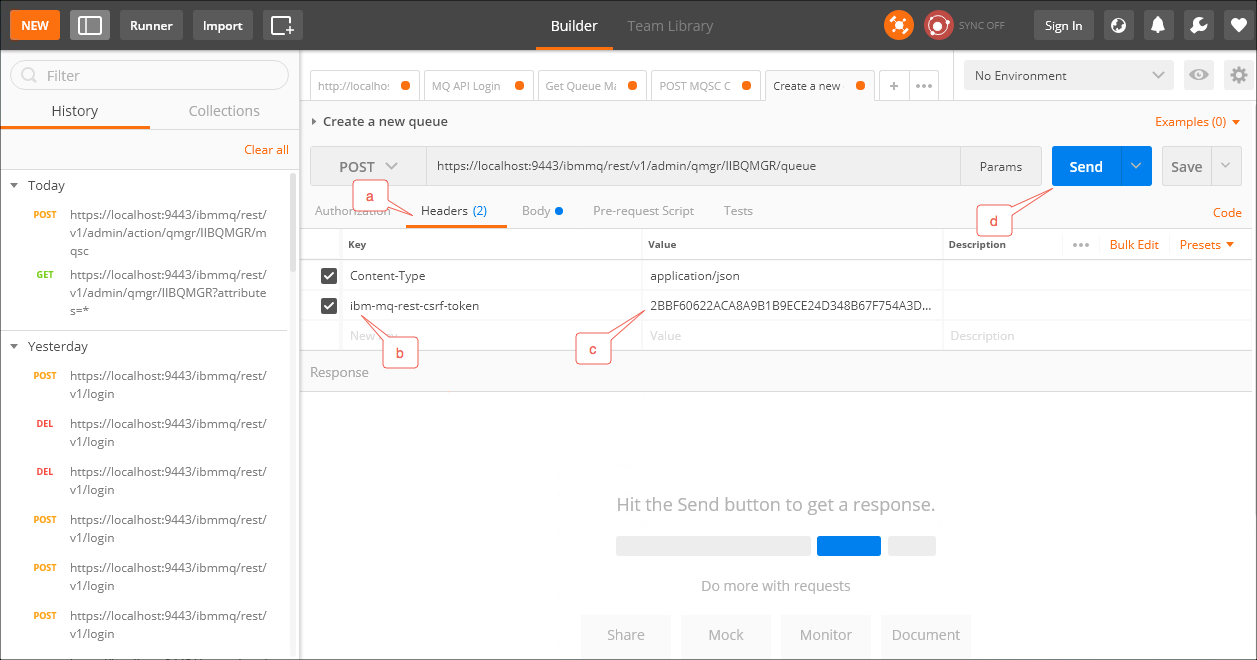 NEW
Runner
Import
Builder
Team Library
SYNC OFF
Sign In
Filter
History
Collections
Clear all
Today
POST
https://localhost:9443/ibmmq/rest/
v1/admin/action/qmgr/IIBQMGR/m
qsc
GET
https://localhost:9443/ibmmq/rest/
v1/admin/qmgr/IIBQMGR?attribute
s=*
Yesterday
POST
https://localhost:9443/ibmmq/rest/
v1/login
DEL
https://localhost:9443/ibmmq/rest/
v1/login
DEL
https://localhost:9443/ibmmq/rest/
v1/login
POST
https://localhost:9443/ibmmq/rest/
v1/login
POST
https://localhost:9443/ibmmq/rest/
v1/login
POST
https://localhost:9443/ibmmq/rest/
v1/login
http://localhos
MQ API Login
Get Queue Ma
POST MQSC C
Create a new
+
•••
No Environment
Create a new queue
Examples (0)
POST
https://localhost:9443/ibmmq/rest/v1/admin/qmgr/IIBQMGR/queue
Params
Send
Save
a
d
Authorization
Headers (2)
Body
Pre-request Script
Tests
Code
Key
Value
Description
•••
Bulk Edit
Presets
Content-Type
application/json
ibm-mq-rest-csrf-token
2BBF60622ACA8A9B1B9ECE24D348B67F754A3D...
New
Value
Description
b
c
Response
Hit the Send button to get a response.
Do more with requests
Share
Mock
Monitor
Document